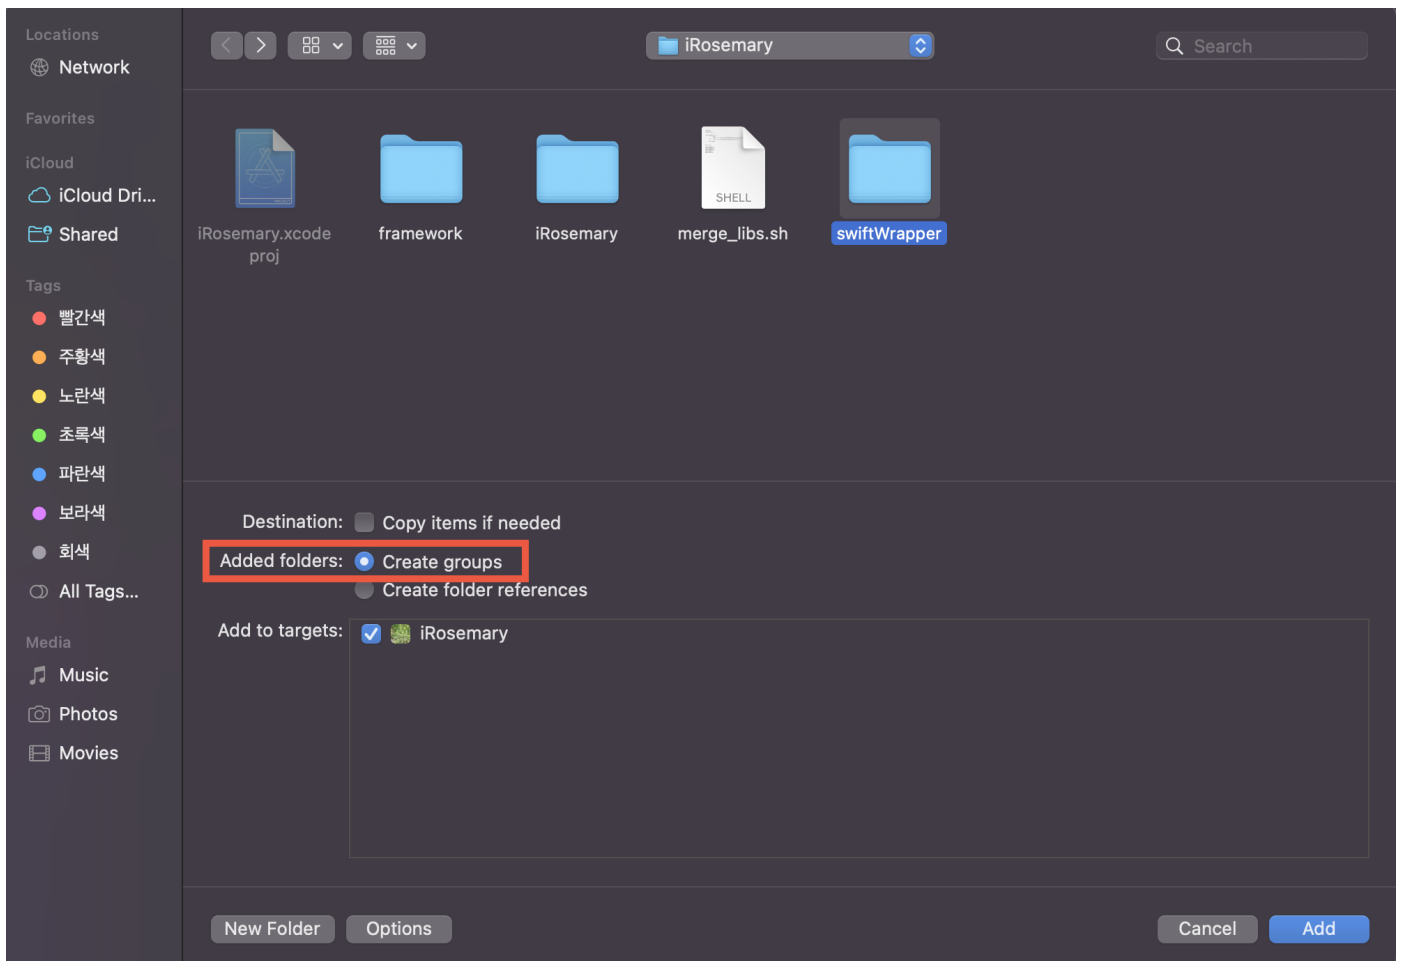 Locations
Network
Favorites
iCloud
iCloud Dri...
Shared
Tags
빨간색
주황색
노란색
초록색
파란색
보라색
회색
All Tags...
Media
Music
Photos
Movies
iRosemary
Search
iRosemary.xcode
proj
framework
iRosemary
SHELL
merge_libs.sh
swiftWrapper
Destination: Copy items if needed
Added folders: Create groups
Create folder references
Add to targets: iRosemary
New Folder Options Cancel Add